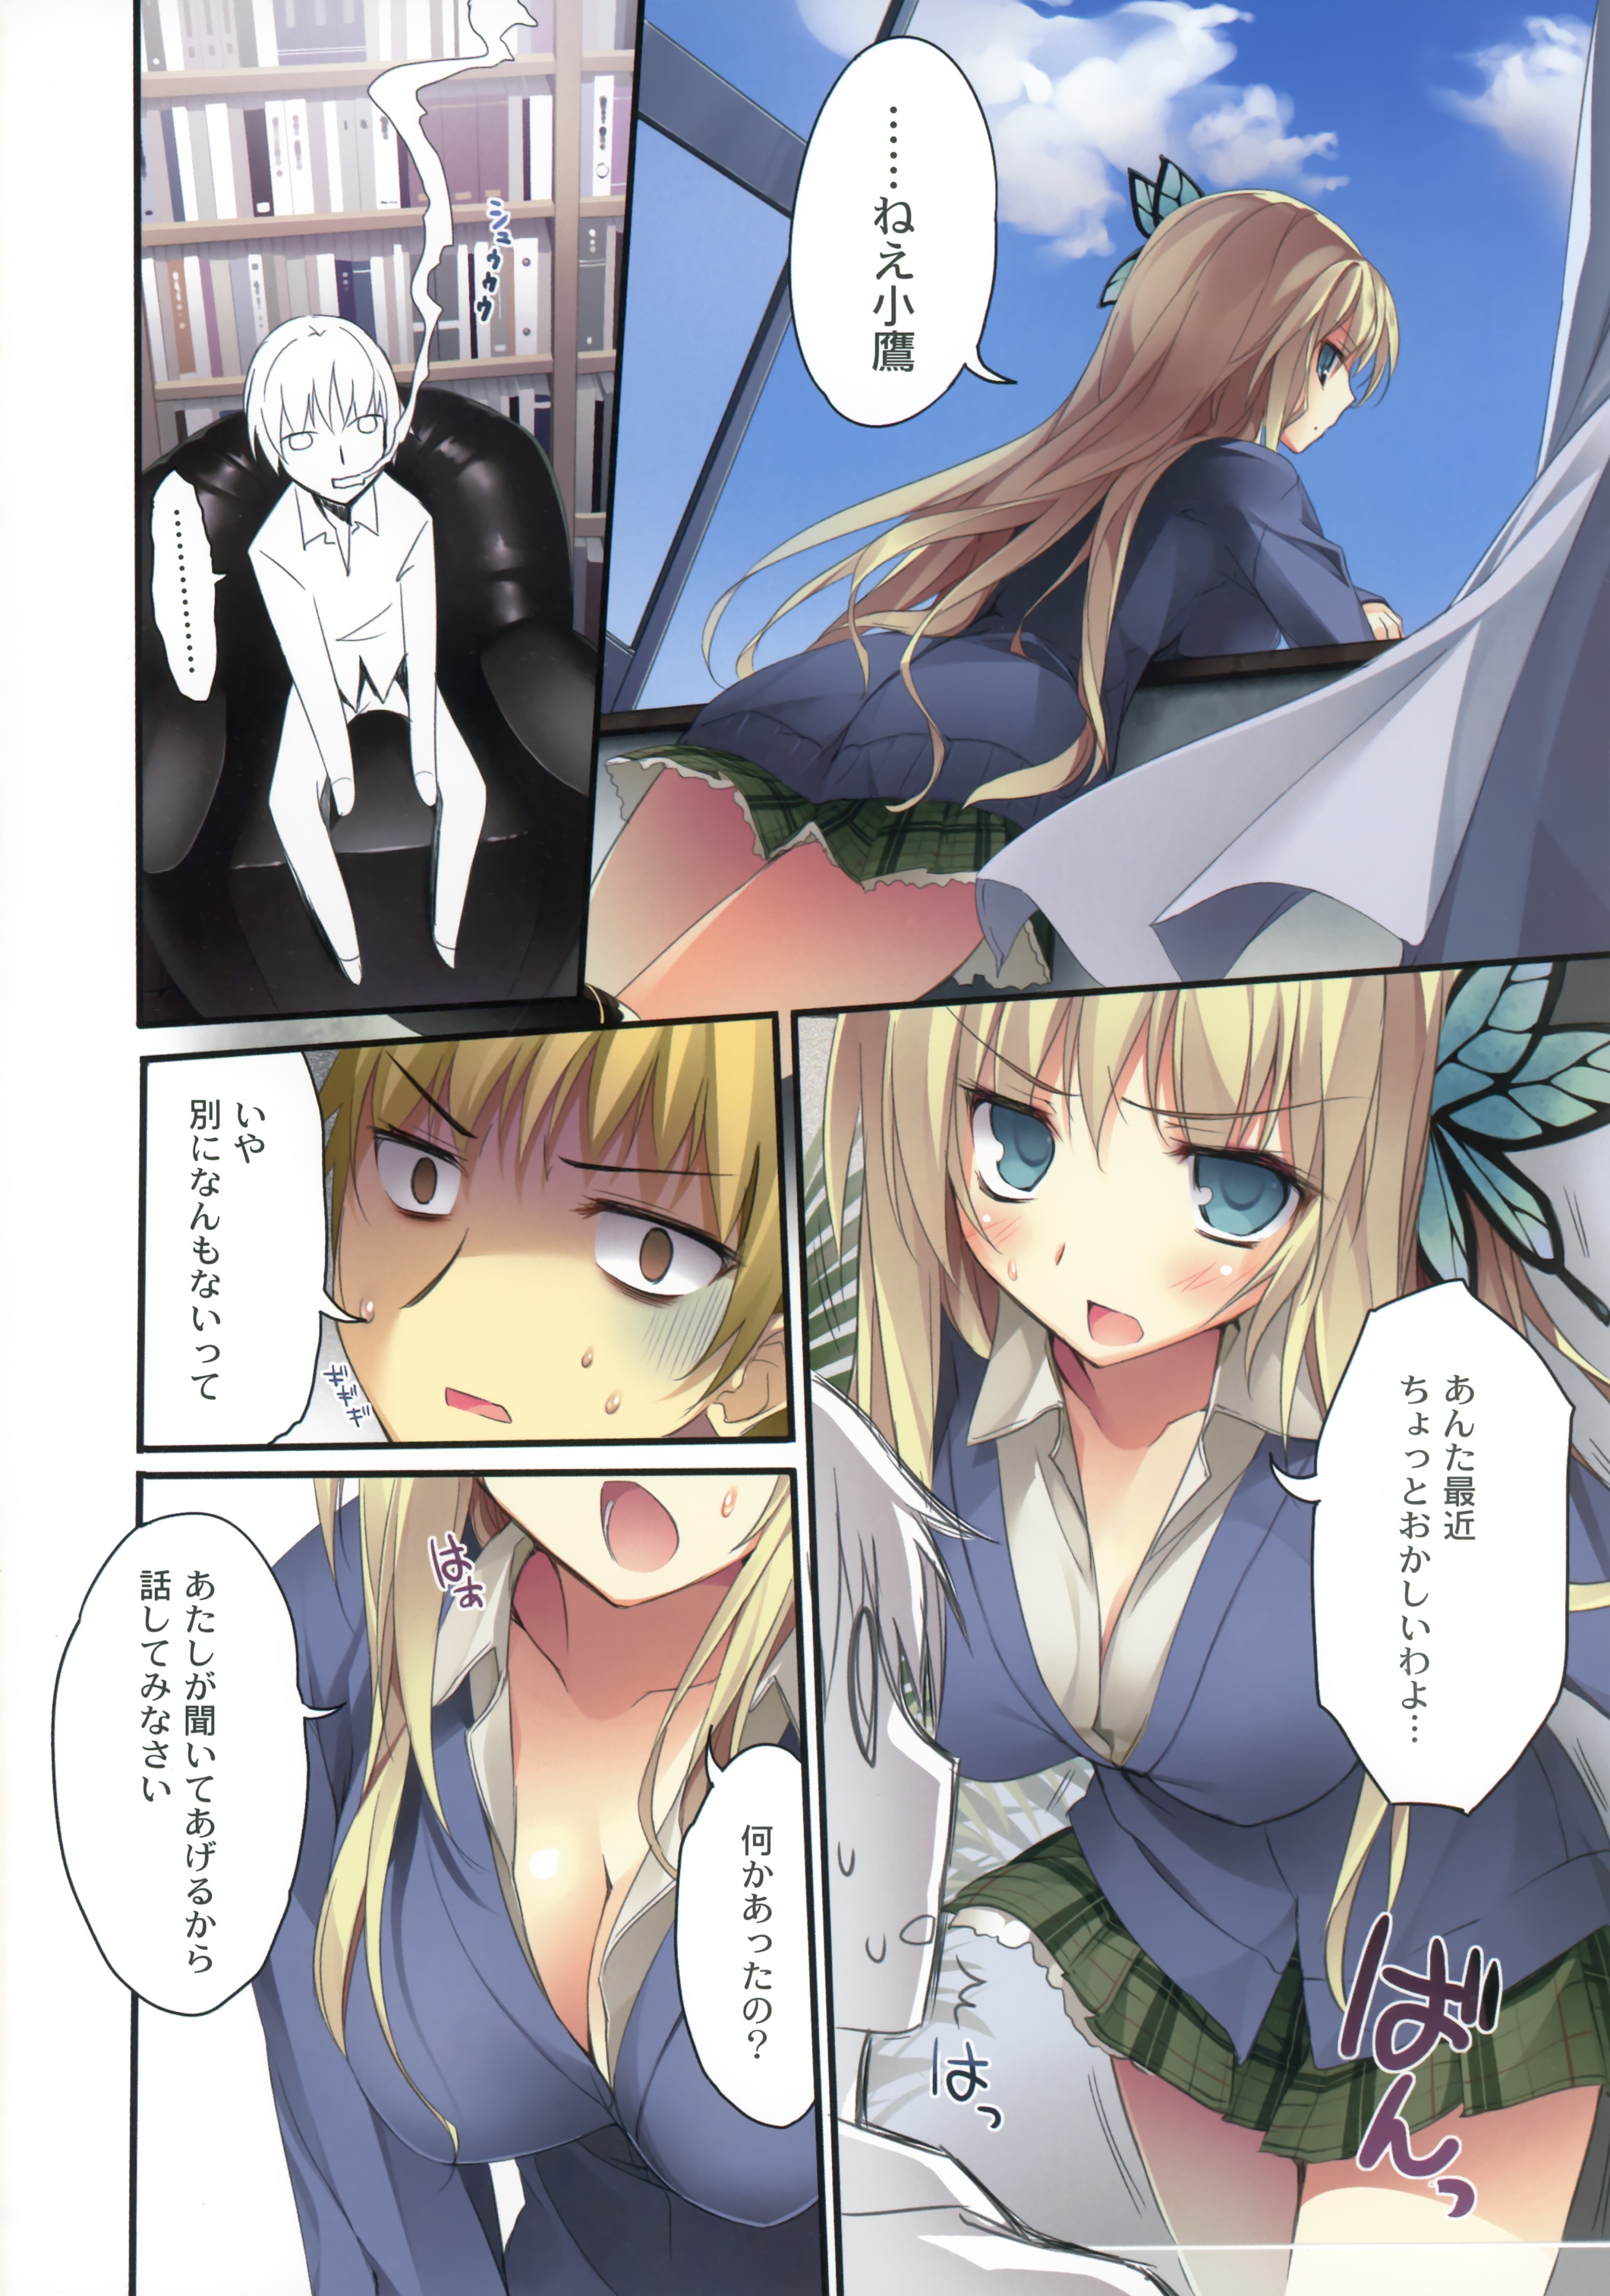 ……ねえ小鷹
シュゥゥゥ
…………
あんた最近
ちょっとおかしいわよ…
ばんっ
はっ
いや
別になんもないって
ギギギ
何かあったの？
はぁ
あたしが聞いてあげるから
話してみなさい